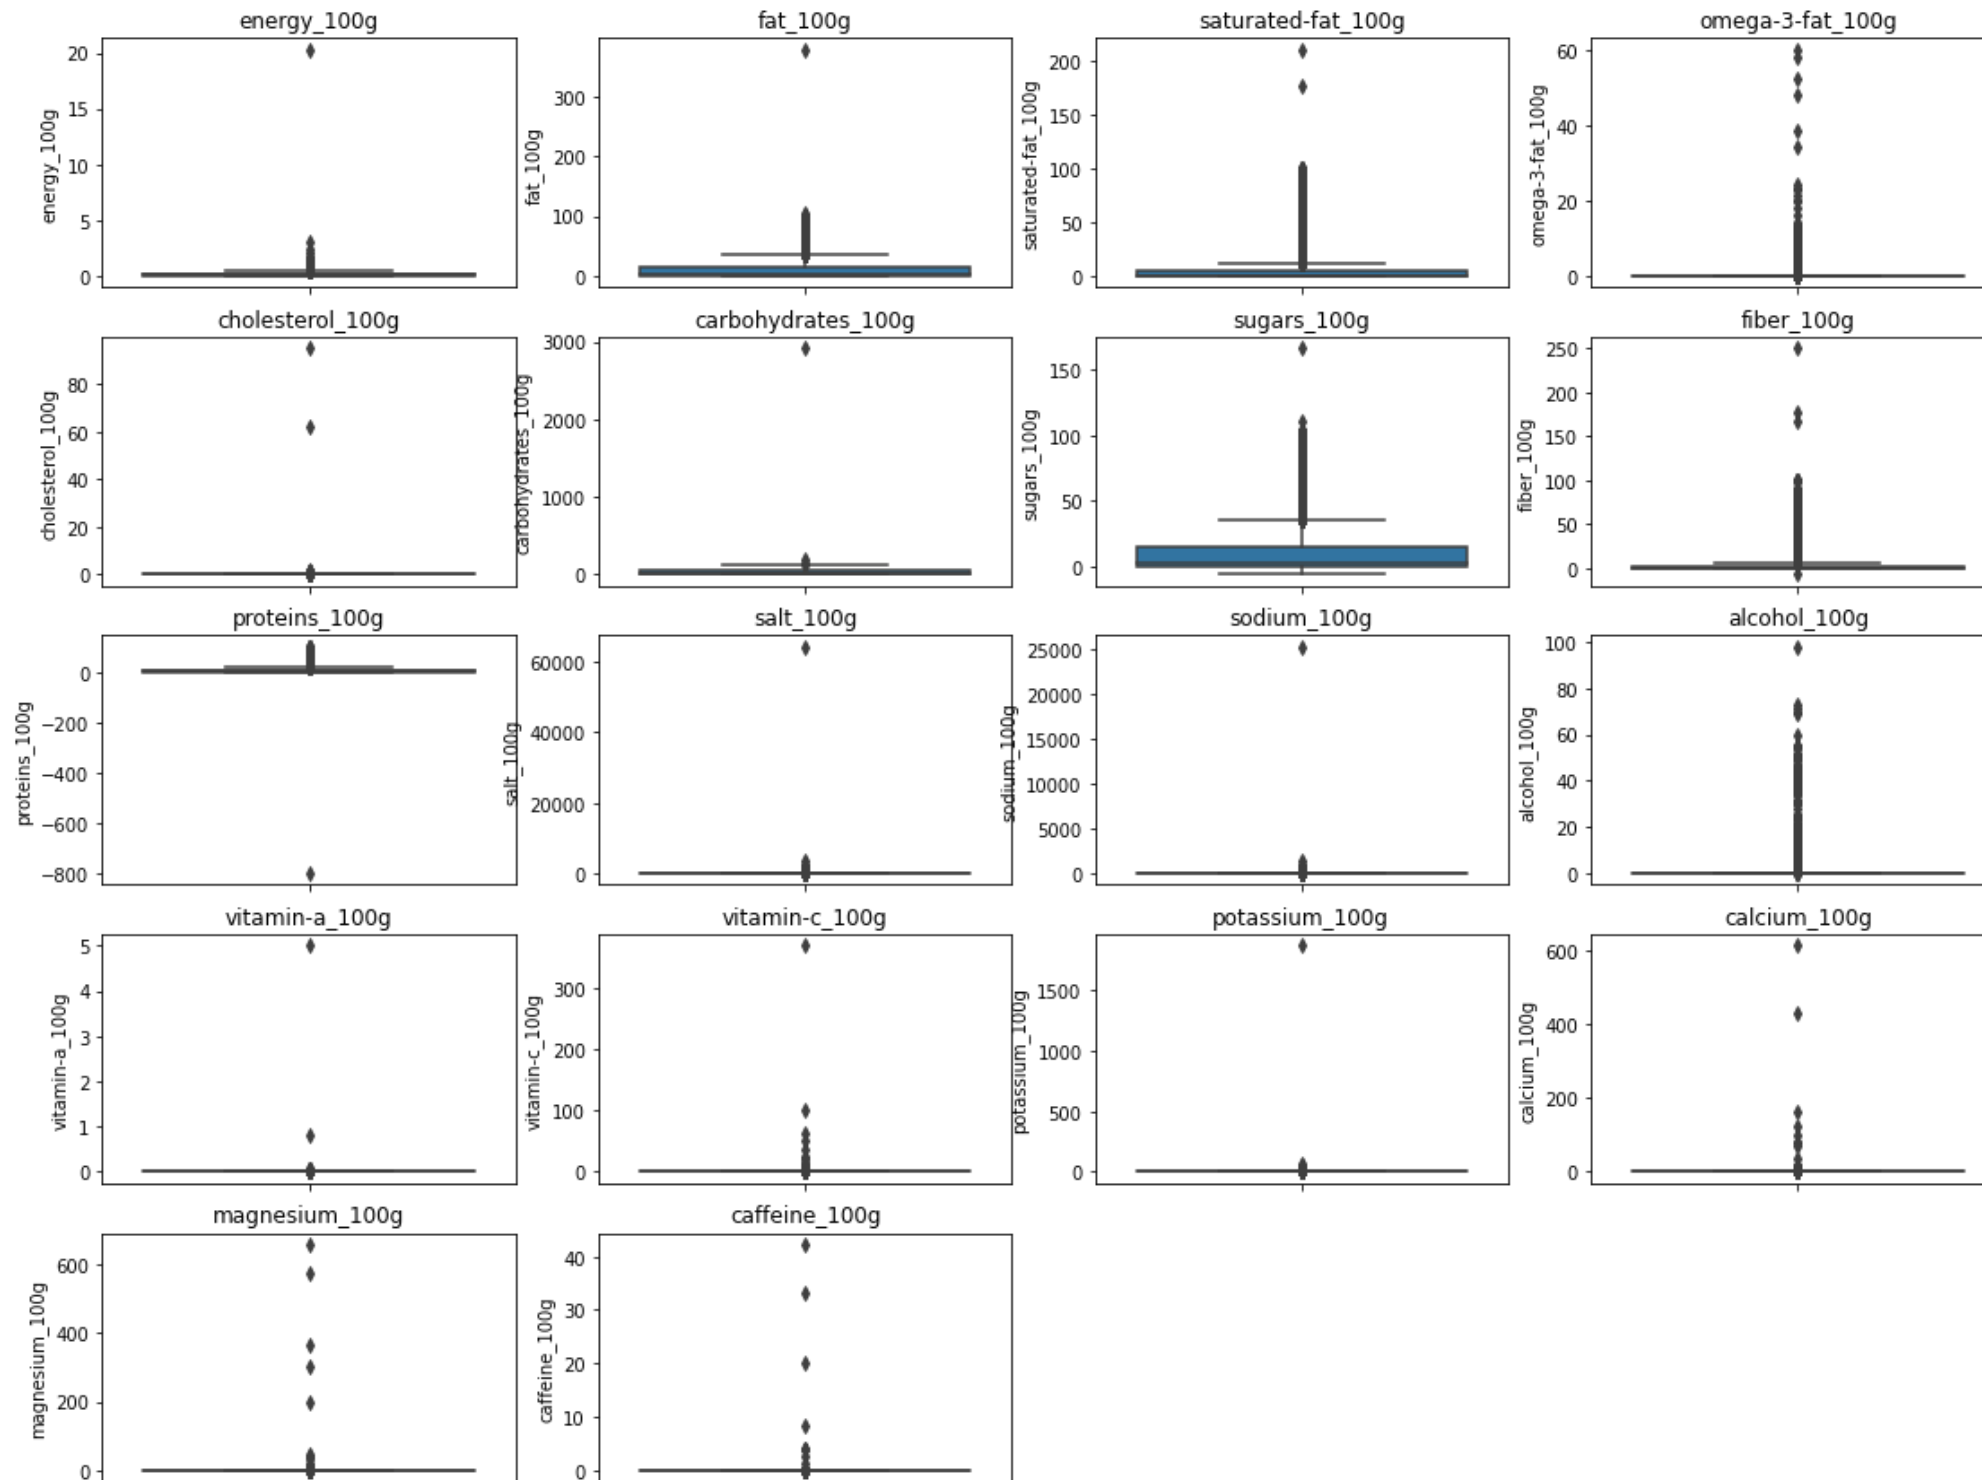 energy_100g
fat_100g
saturated-fat_100g
omega-3-fat_100g
energy_100g
20
15
10
5
0
fat_100g
300
200
100
0
saturated-fat_100g
200
150
100
50
0
omega-3-fat_100g
60
40
20
0
cholesterol_100g
carbohydrates_100g
sugars_100g
fiber_100g
cholesterol_100g
80
60
40
20
0
carbohydrates_100g
3000
2000
1000
0
sugars_100g
150
100
50
0
fiber_100g
250
200
150
100
50
0
proteins_100g
salt_100g
sodium_100g
alcohol_100g
proteins_100g
0
−200
−400
−600
−800
salt_100g
60000
40000
20000
0
sodium_100g
25000
20000
15000
10000
5000
0
alcohol_100g
100
80
60
40
20
0
vitamin-a_100g
vitamin-c_100g
potassium_100g
calcium_100g
vitamin-a_100g
5
4
3
2
1
0
vitamin-c_100g
300
200
100
0
potassium_100g
1500
1000
500
0
calcium_100g
600
400
200
0
magnesium_100g
caffeine_100g
magnesium_100g
600
400
200
0
caffeine_100g
40
30
20
10
0